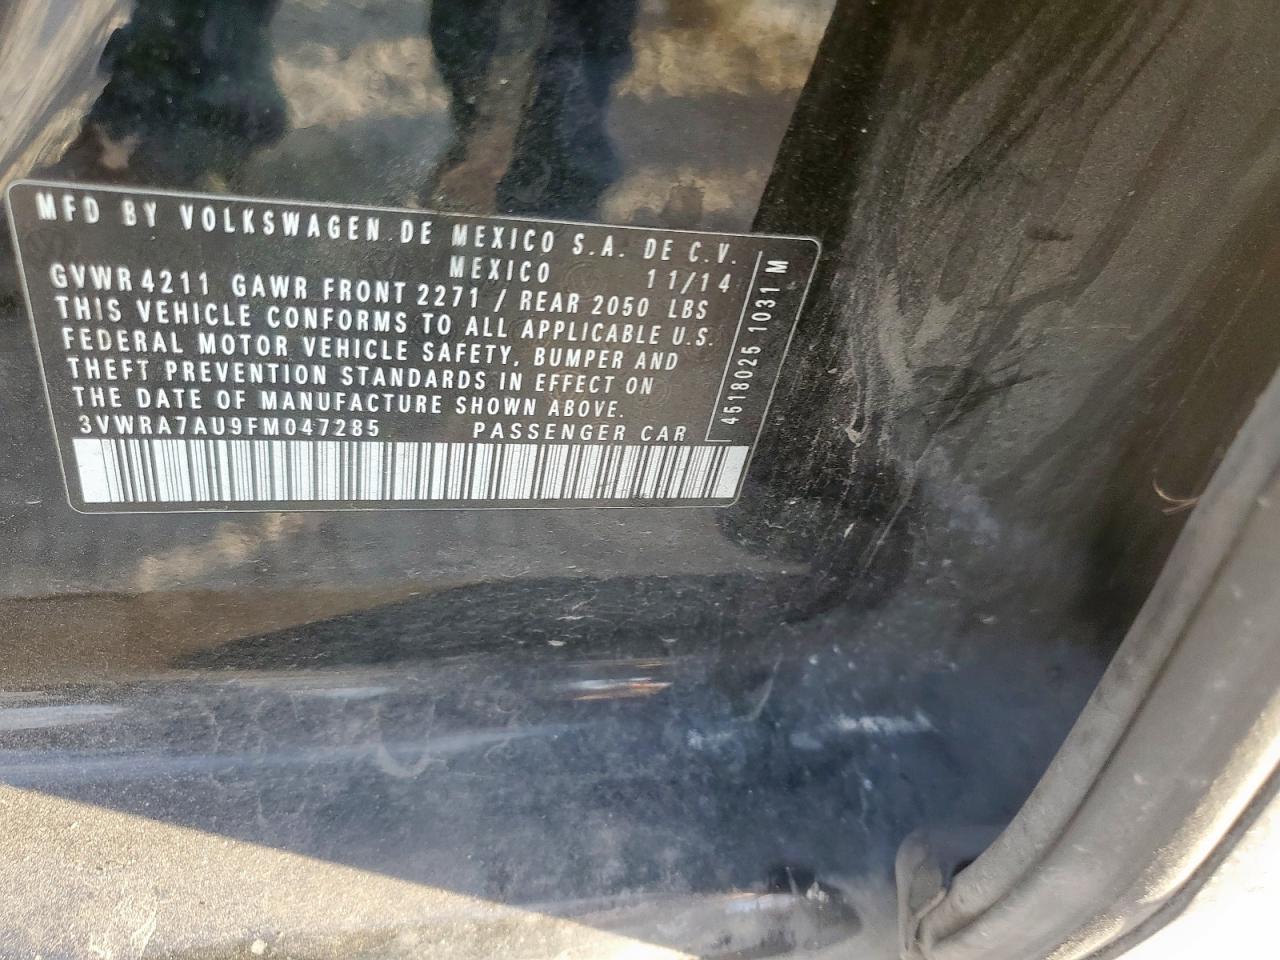 MFD BY VOLKSWAGEN DE MEXICO S.A. DE C.V.
MEXICO 11/14
GVWR 4211 GAWR FRONT 2271 / REAR 2050 LBS
THIS VEHICLE CONFORMS TO ALL APPLICABLE U.S.
FEDERAL MOTOR VEHICLE SAFETY, BUMPER AND
THEFT PREVENTION STANDARDS IN EFFECT ON
THE DATE OF MANUFACTURE SHOWN ABOVE.
3VWRA7AU9FM047285 PASSENGER CAR
4518025 1031 M